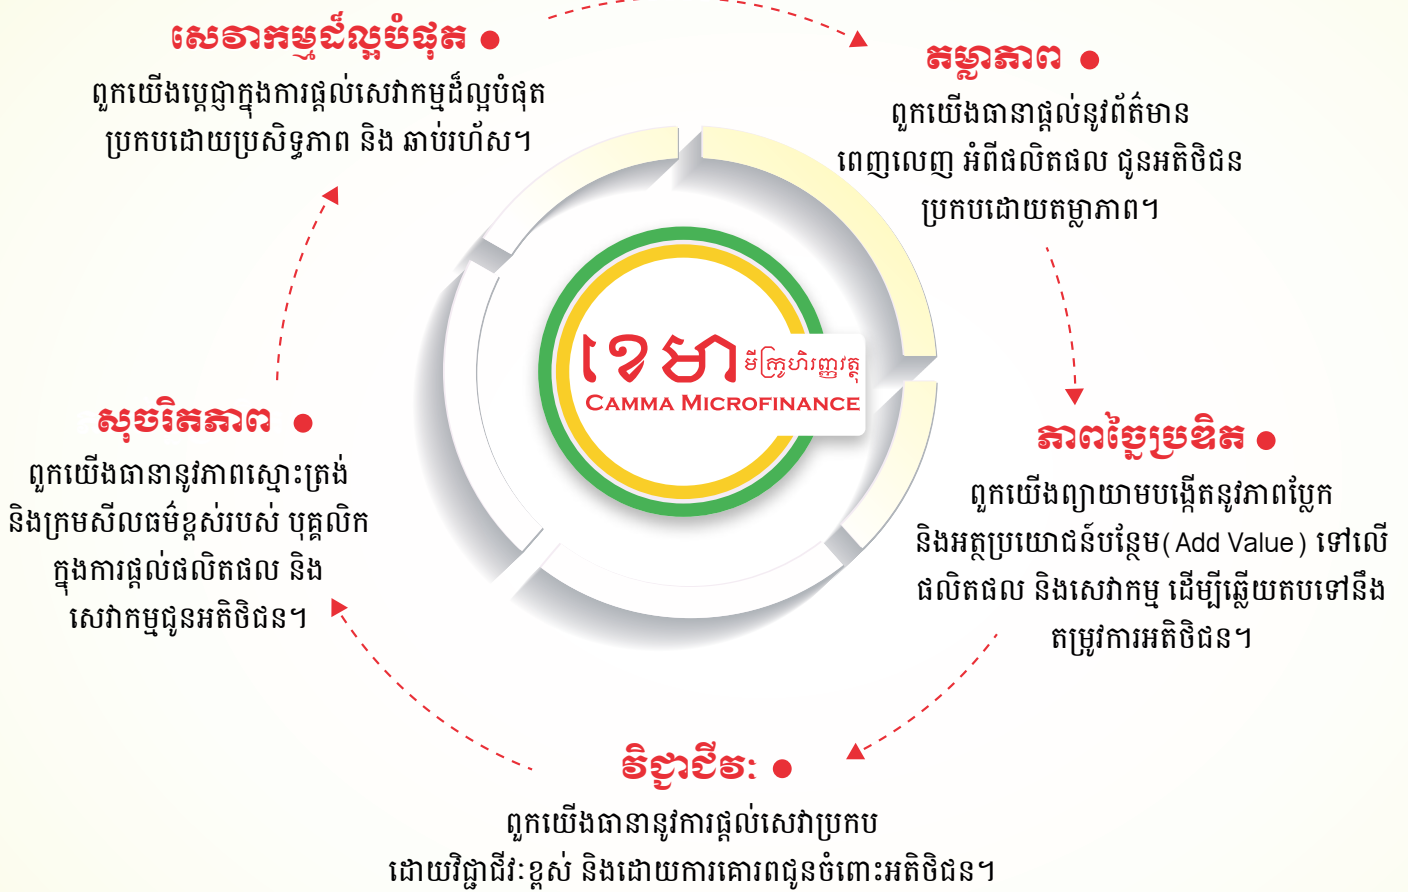 សេវាកម្មដ៏ល្អបំផុត
ពួកយើងប្តេជ្ញាក្នុងការផ្តល់សេវាកម្មដ៏ល្អបំផុត
ប្រកបដោយប្រសិទ្ធភាព និង ឆាប់រហ័ស។
តម្លាភាព
ពួកយើងធានាផ្តល់នូវព័ត៌មាន
ពេញលេញ អំពីផលិតផល ជូនអតិថិជន
ប្រកបដោយតម្លាភាព។
ភាពច្នៃប្រឌិត
ពួកយើងព្យាយាមបង្កើតនូវភាពប្លែក
និងអត្ថប្រយោជន៍បន្ថែម(Add Value) ទៅលើ
ផលិតផល និងសេវាកម្ម ដើម្បីឆ្លើយតបទៅនឹង
តម្រូវការអតិថិជន។
វិជ្ជាជីវៈ
ពួកយើងធានានូវការផ្តល់សេវាប្រកប
ដោយវិជ្ជាជីវៈខ្ពស់ និងដោយការគោរពជូនចំពោះអតិថិជន។
សុចរិតភាព
ពួកយើងធានានូវភាពស្មោះត្រង់
និងក្រមសីលធម៌ខ្ពស់របស់ បុគ្គលិក
ក្នុងការផ្តល់ផលិតផល និង
សេវាកម្មជូនអតិថិជន។
ខេមា មីក្រូហិរញ្ញវត្ថុ
CAMMA MICROFINANCE